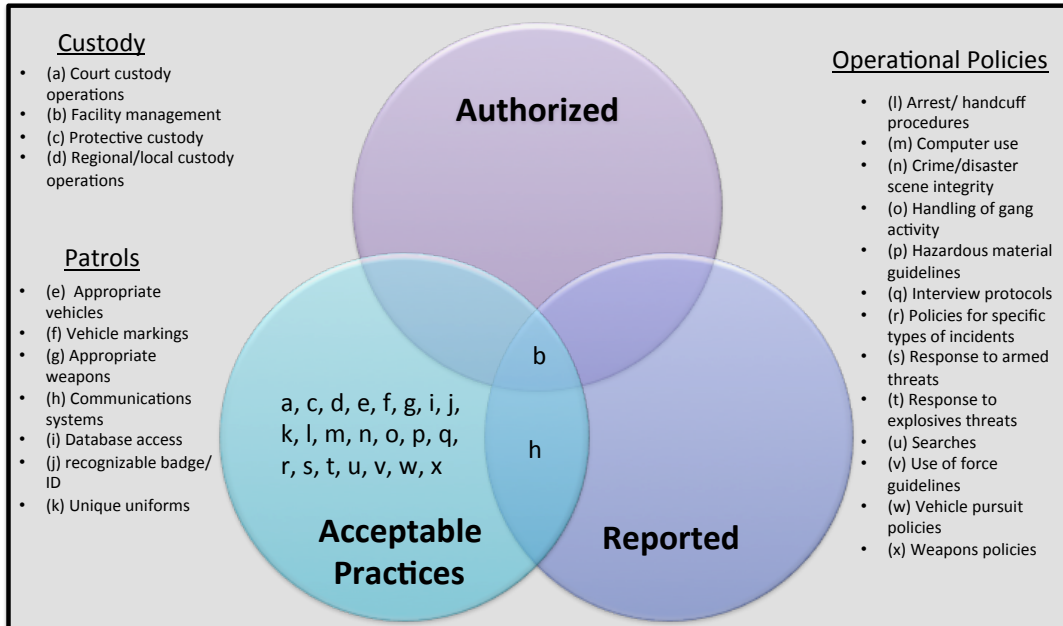 Custody
• (a) Court custody
operations
• (b) Facility management
• (c) Protective custody
• (d) Regional/local custody
operations
Patrols
• (e) Appropriate
vehicles
• (f) Vehicle markings
• (g) Appropriate
weapons
• (h) Communications
systems
• (i) Database access
• (j) recognizable badge/
ID
• (k) Unique uniforms
Authorized
b
a, c, d, e, f, g, i, j,
k, l, m, n, o, p, q,
r, s, t, u, v, w, x
h
Acceptable
Practices
Reported
Operational Policies
• (l) Arrest/ handcuff
procedures
• (m) Computer use
• (n) Crime/disaster
scene integrity
• (o) Handling of gang
activity
• (p) Hazardous material
guidelines
• (q) Interview protocols
• (r) Policies for specific
types of incidents
• (s) Response to armed
threats
• (t) Response to
explosives threats
• (u) Searches
• (v) Use of force
guidelines
• (w) Vehicle pursuit
policies
• (x) Weapons policies